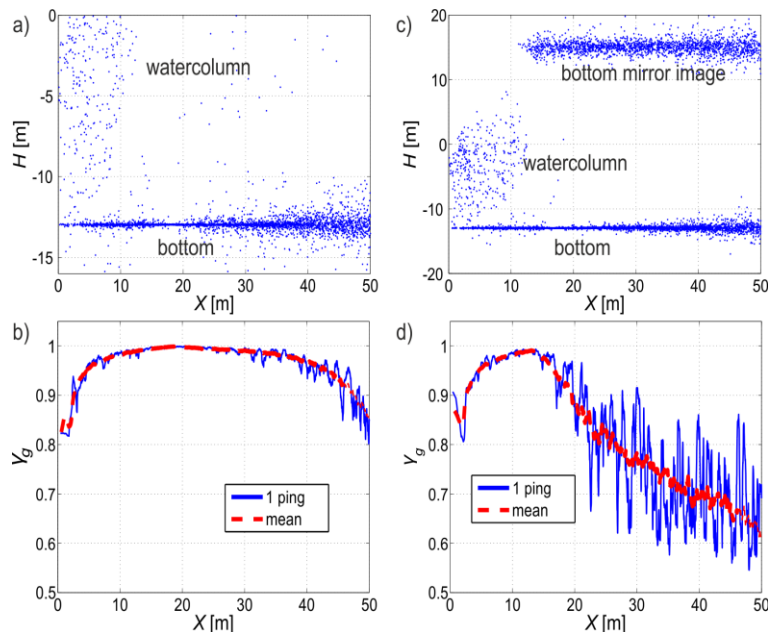 a)
0
-5
-10
-15
H [m]
watercolumn
bottom
0 10 20 30 40 50
X [m]
c)
20
10
0
-10
-20
H [m]
bottom mirror image
watercolumn
bottom
0 10 20 30 40 50
X [m]
b)
1
0.9
0.8
0.7
0.6
0.5
Yg
1 ping
mean
0 10 20 30 40 50
X [m]
d)
1
0.9
0.8
0.7
0.6
0.5
Yg
1 ping
mean
0 10 20 30 40 50
X [m]